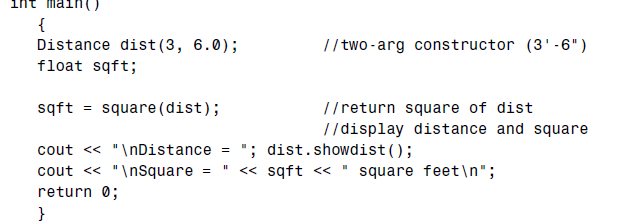 int main()
{
Distance dist(3, 6.0); //two-arg constructor (3'-6")
float sqft;
sqft = square(dist); //return square of dist
//display distance and square
cout << "\nDistance = "; dist.showdist();
cout << "\nSquare = " << sqft << " square feet\n";
return 0;
}